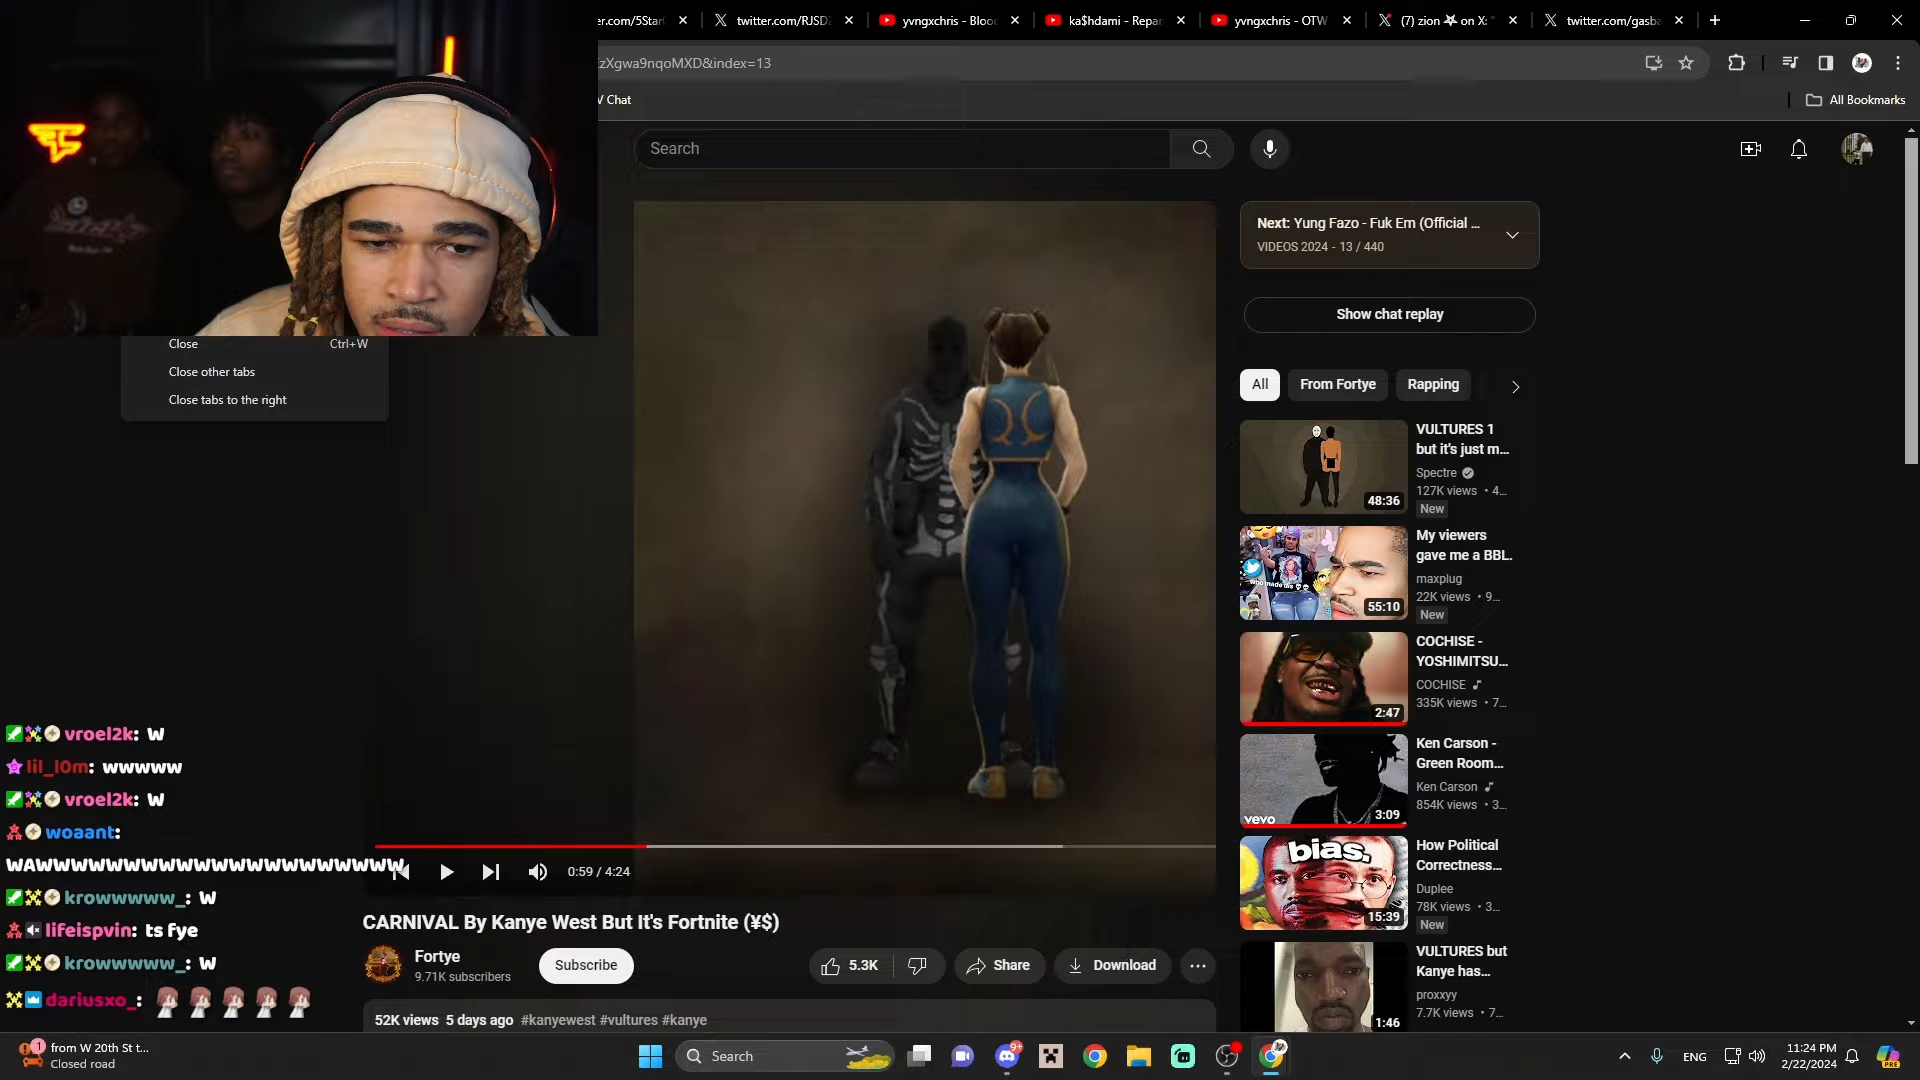 er.com/5Star
twitter.com/RJSD
yvngxchris - Bloo
ka$hdami - Repar
yvngxchris - OTW
(7) zion on X: "
twitter.com/gasba
zXgwa9nqoMXD&index=13
V Chat
All Bookmarks
Search
Next: Yung Fazo - Fuk Em (Official ...
VIDEOS 2024 - 13 / 440
Show chat replay
Close Ctrl+W
Close other tabs
Close tabs to the right
All
From Fortye
Rapping
VULTURES 1
but it's just m...
Spectre
127K views • 4...
New
48:36
My viewers
gave me a BBL.
maxplug
22K views • 9...
New
who made dis
55:10
COCHISE -
YOSHIMITSU...
COCHISE
335K views • 7...
2:47
Ken Carson -
Green Room...
Ken Carson
854K views • 3...
vevo
3:09
bias.
How Political
Correctness...
Duplee
78K views • 3...
New
15:39
VULTURES but
Kanye has...
proxxyy
7.7K views • 7...
1:46
vroel2k: W
lil_l0m: wwwww
vroel2k: W
woaant:
WAWWWWWWWWWWWWWWWWWWWWW
krowwwww_: W
lifeispvin: ts fye
krowwwww_: W
dariusxo_:
0:59 / 4:24
CARNIVAL By Kanye West But It's Fortnite (¥$)
Fortye
9.71K subscribers
Subscribe
5.3K
Share
Download
52K views 5 days ago #kanyewest #vultures #kanye
1
from W 20th St t...
Closed road
Search
9+
ENG
11:24 PM
2/22/2024
PRE